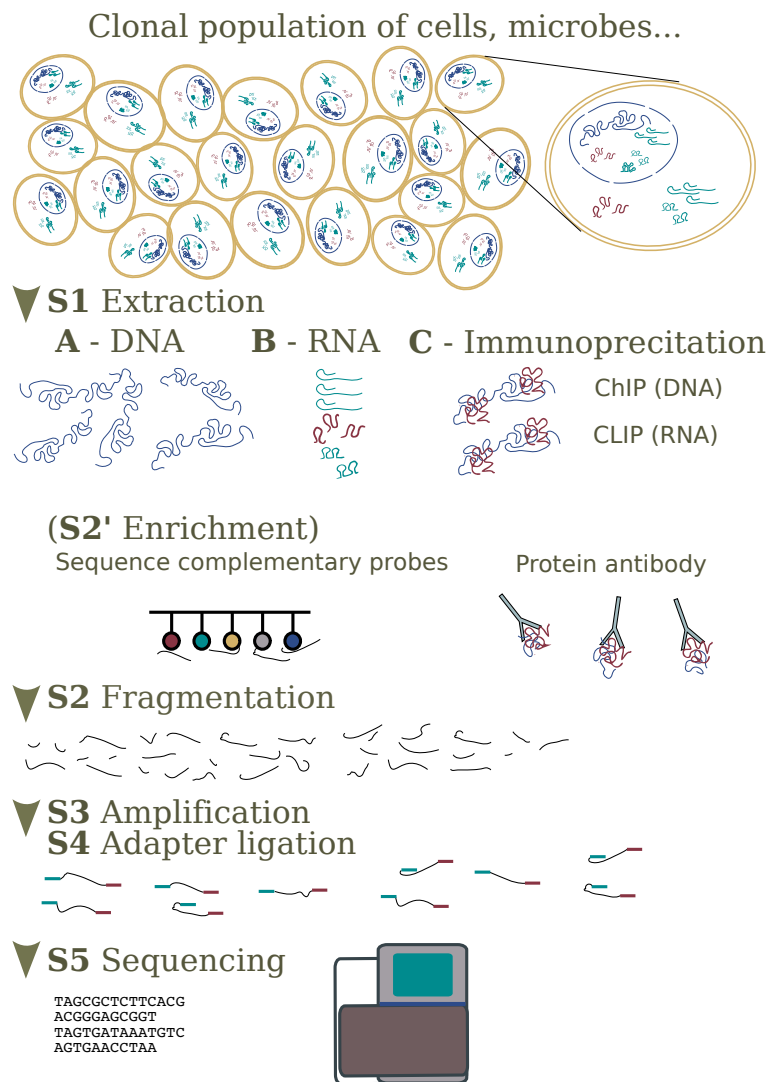 Clonal population of cells, microbes...
S1 Extraction
A - DNA
B - RNA
C - Immunoprecitation
ChIP (DNA)
CLIP (RNA)
(S2' Enrichment)
Sequence complementary probes
Protein antibody
S2 Fragmentation
S3 Amplification
S4 Adapter ligation
S5 Sequencing
TAGCGCTCTTCACG
ACGGGAGCGGT
TAGTGATAAATGTC
AGTGAACCTAA